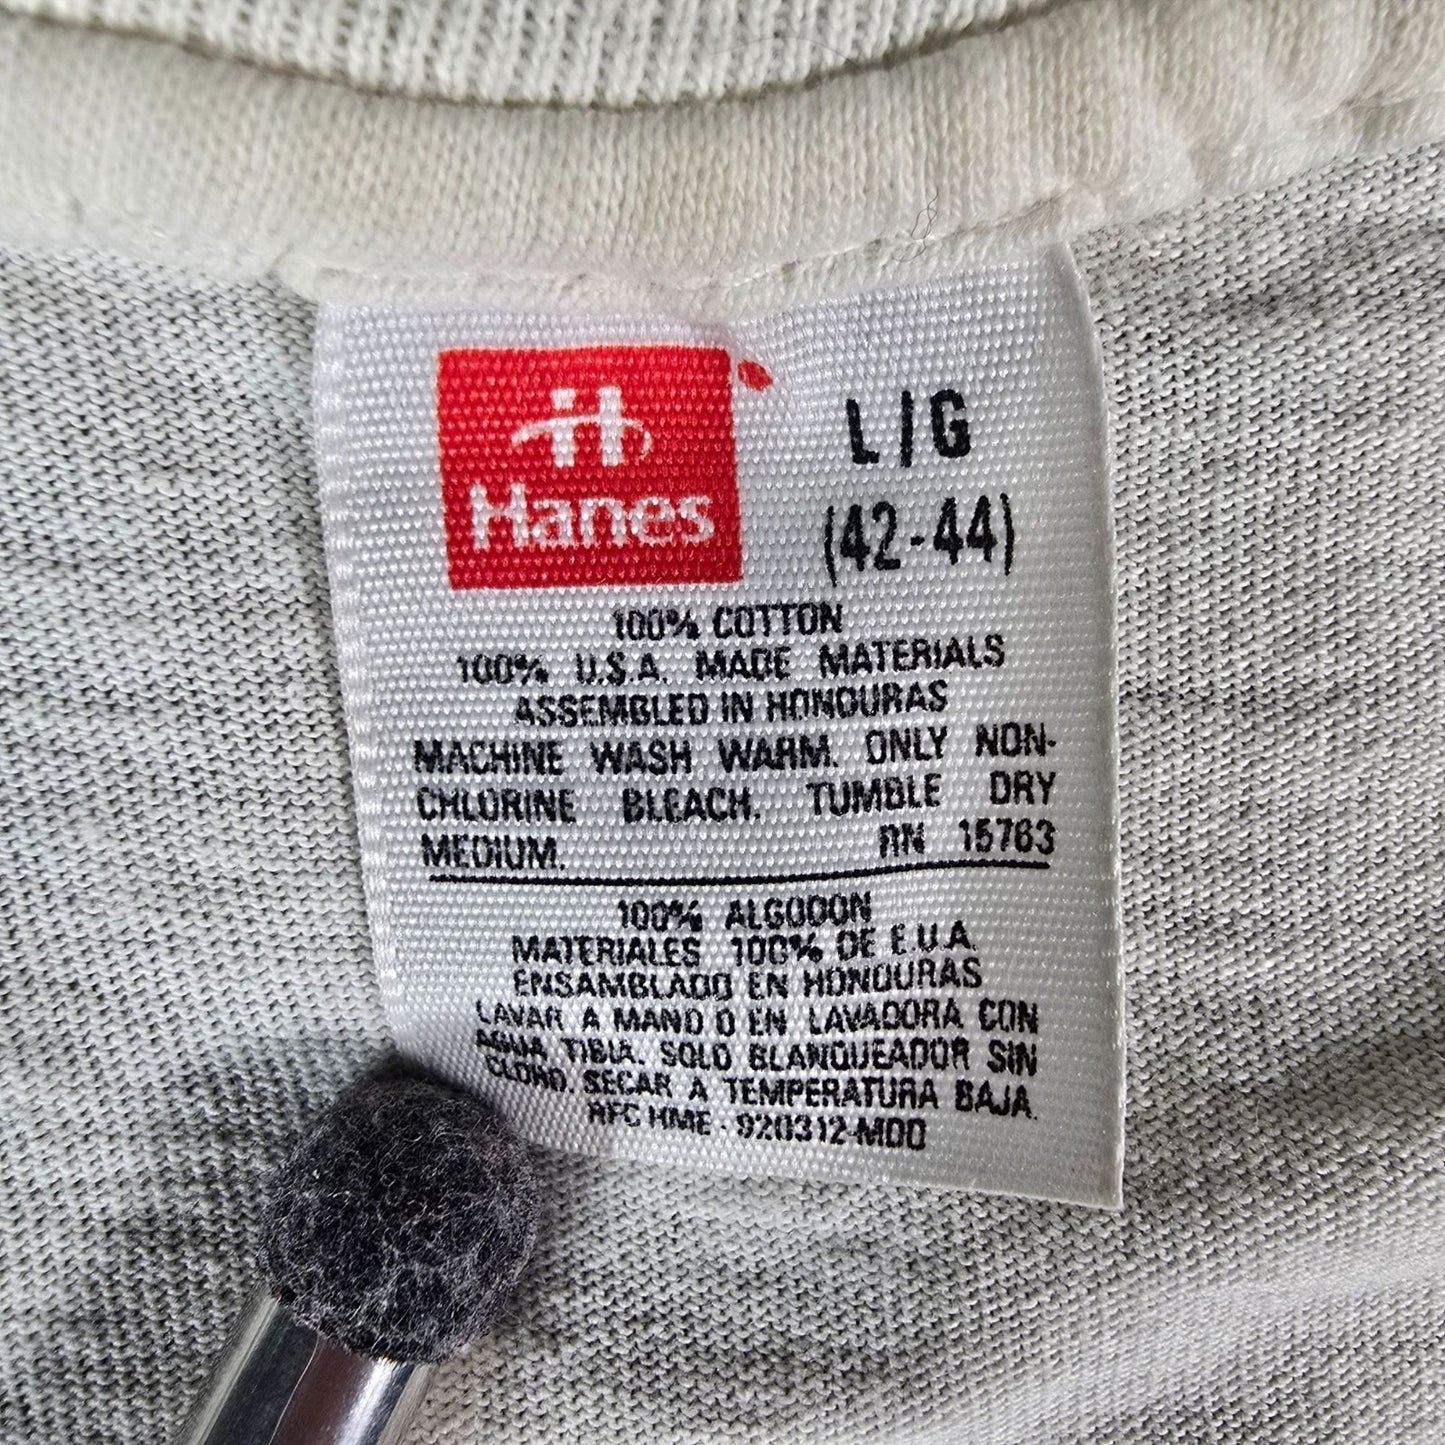 Hanes
L/G
(42-44)
100% COTTON
100% U.S.A. MADE MATERIALS
ASSEMBLED IN HONDURAS
MACHINE WASH WARM. ONLY NON-
CHLORINE BLEACH. TUMBLE DRY
MEDIUM. RN 15763
100% ALGODON
MATERIALES 100% DE E.U.A.
ENSAMBLADO EN HONDURAS
LAVAR A MANO O EN LAVADORA CON
AGUA TIBIA. SOLO BLANQUEADOR SIN
CLORO. SECAR A TEMPERATURA BAJA.
RFC HME - 920312-MD0